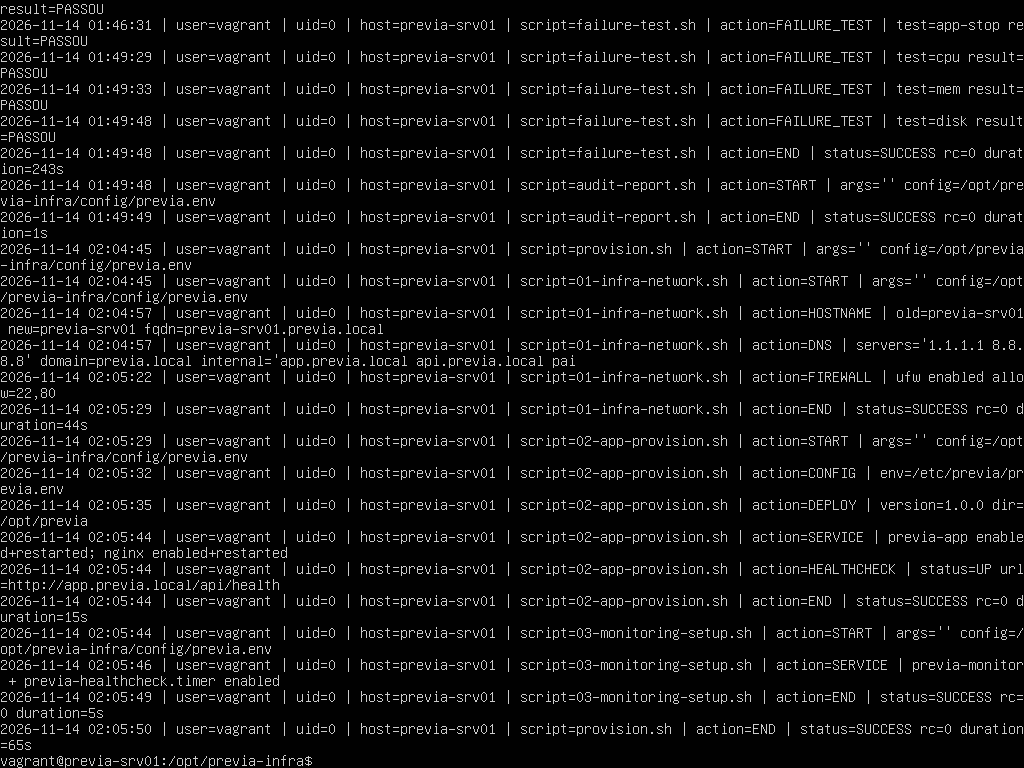 result=PASSOU
2026-11-14 01:46:31 | user=vagrant | uid=0 | host=previa-srv01 | script=failure-test.sh | action=FAILURE_TEST | test=app-stop re
sult=PASSOU
2026-11-14 01:49:29 | user=vagrant | uid=0 | host=previa-srv01 | script=failure-test.sh | action=FAILURE_TEST | test=cpu result=
PASSOU
2026-11-14 01:49:33 | user=vagrant | uid=0 | host=previa-srv01 | script=failure-test.sh | action=FAILURE_TEST | test=mem result=
PASSOU
2026-11-14 01:49:48 | user=vagrant | uid=0 | host=previa-srv01 | script=failure-test.sh | action=FAILURE_TEST | test=disk result
=PASSOU
2026-11-14 01:49:48 | user=vagrant | uid=0 | host=previa-srv01 | script=failure-test.sh | action=END | status=SUCCESS rc=0 durat
ion=243s
2026-11-14 01:49:48 | user=vagrant | uid=0 | host=previa-srv01 | script=audit-report.sh | action=START | args='' config=/opt/pre
via-infra/config/previa.env
2026-11-14 01:49:49 | user=vagrant | uid=0 | host=previa-srv01 | script=audit-report.sh | action=END | status=SUCCESS rc=0 durat
ion=1s
2026-11-14 02:04:45 | user=vagrant | uid=0 | host=previa-srv01 | script=provision.sh | action=START | args='' config=/opt/previa
-infra/config/previa.env
2026-11-14 02:04:45 | user=vagrant | uid=0 | host=previa-srv01 | script=01-infra-network.sh | action=START | args='' config=/opt
/previa-infra/config/previa.env
2026-11-14 02:04:57 | user=vagrant | uid=0 | host=previa-srv01 | script=01-infra-network.sh | action=HOSTNAME | old=previa-srv01
 new=previa-srv01 fqdn=previa-srv01.previa.local
2026-11-14 02:04:57 | user=vagrant | uid=0 | host=previa-srv01 | script=01-infra-network.sh | action=DNS | servers='1.1.1.1 8.8.
8.8' domain=previa.local internal='app.previa.local api.previa.local pai
2026-11-14 02:05:22 | user=vagrant | uid=0 | host=previa-srv01 | script=01-infra-network.sh | action=FIREWALL | ufw enabled allo
w=22,80
2026-11-14 02:05:29 | user=vagrant | uid=0 | host=previa-srv01 | script=01-infra-network.sh | action=END | status=SUCCESS rc=0 d
uration=44s
2026-11-14 02:05:29 | user=vagrant | uid=0 | host=previa-srv01 | script=02-app-provision.sh | action=START | args='' config=/opt
/previa-infra/config/previa.env
2026-11-14 02:05:32 | user=vagrant | uid=0 | host=previa-srv01 | script=02-app-provision.sh | action=CONFIG | env=/etc/previa/pr
evia.env
2026-11-14 02:05:35 | user=vagrant | uid=0 | host=previa-srv01 | script=02-app-provision.sh | action=DEPLOY | version=1.0.0 dir=
/opt/previa
2026-11-14 02:05:44 | user=vagrant | uid=0 | host=previa-srv01 | script=02-app-provision.sh | action=SERVICE | previa-app enable
d+restarted; nginx enabled+restarted
2026-11-14 02:05:44 | user=vagrant | uid=0 | host=previa-srv01 | script=02-app-provision.sh | action=HEALTHCHECK | status=UP url
=http://app.previa.local/api/health
2026-11-14 02:05:44 | user=vagrant | uid=0 | host=previa-srv01 | script=02-app-provision.sh | action=END | status=SUCCESS rc=0 d
uration=15s
2026-11-14 02:05:44 | user=vagrant | uid=0 | host=previa-srv01 | script=03-monitoring-setup.sh | action=START | args='' config=/
opt/previa-infra/config/previa.env
2026-11-14 02:05:46 | user=vagrant | uid=0 | host=previa-srv01 | script=03-monitoring-setup.sh | action=SERVICE | previa-monitor
 + previa-healthcheck.timer enabled
2026-11-14 02:05:49 | user=vagrant | uid=0 | host=previa-srv01 | script=03-monitoring-setup.sh | action=END | status=SUCCESS rc=
0 duration=5s
2026-11-14 02:05:50 | user=vagrant | uid=0 | host=previa-srv01 | script=provision.sh | action=END | status=SUCCESS rc=0 duration
=65s
vagrant@previa-srv01:/opt/previa-infra$